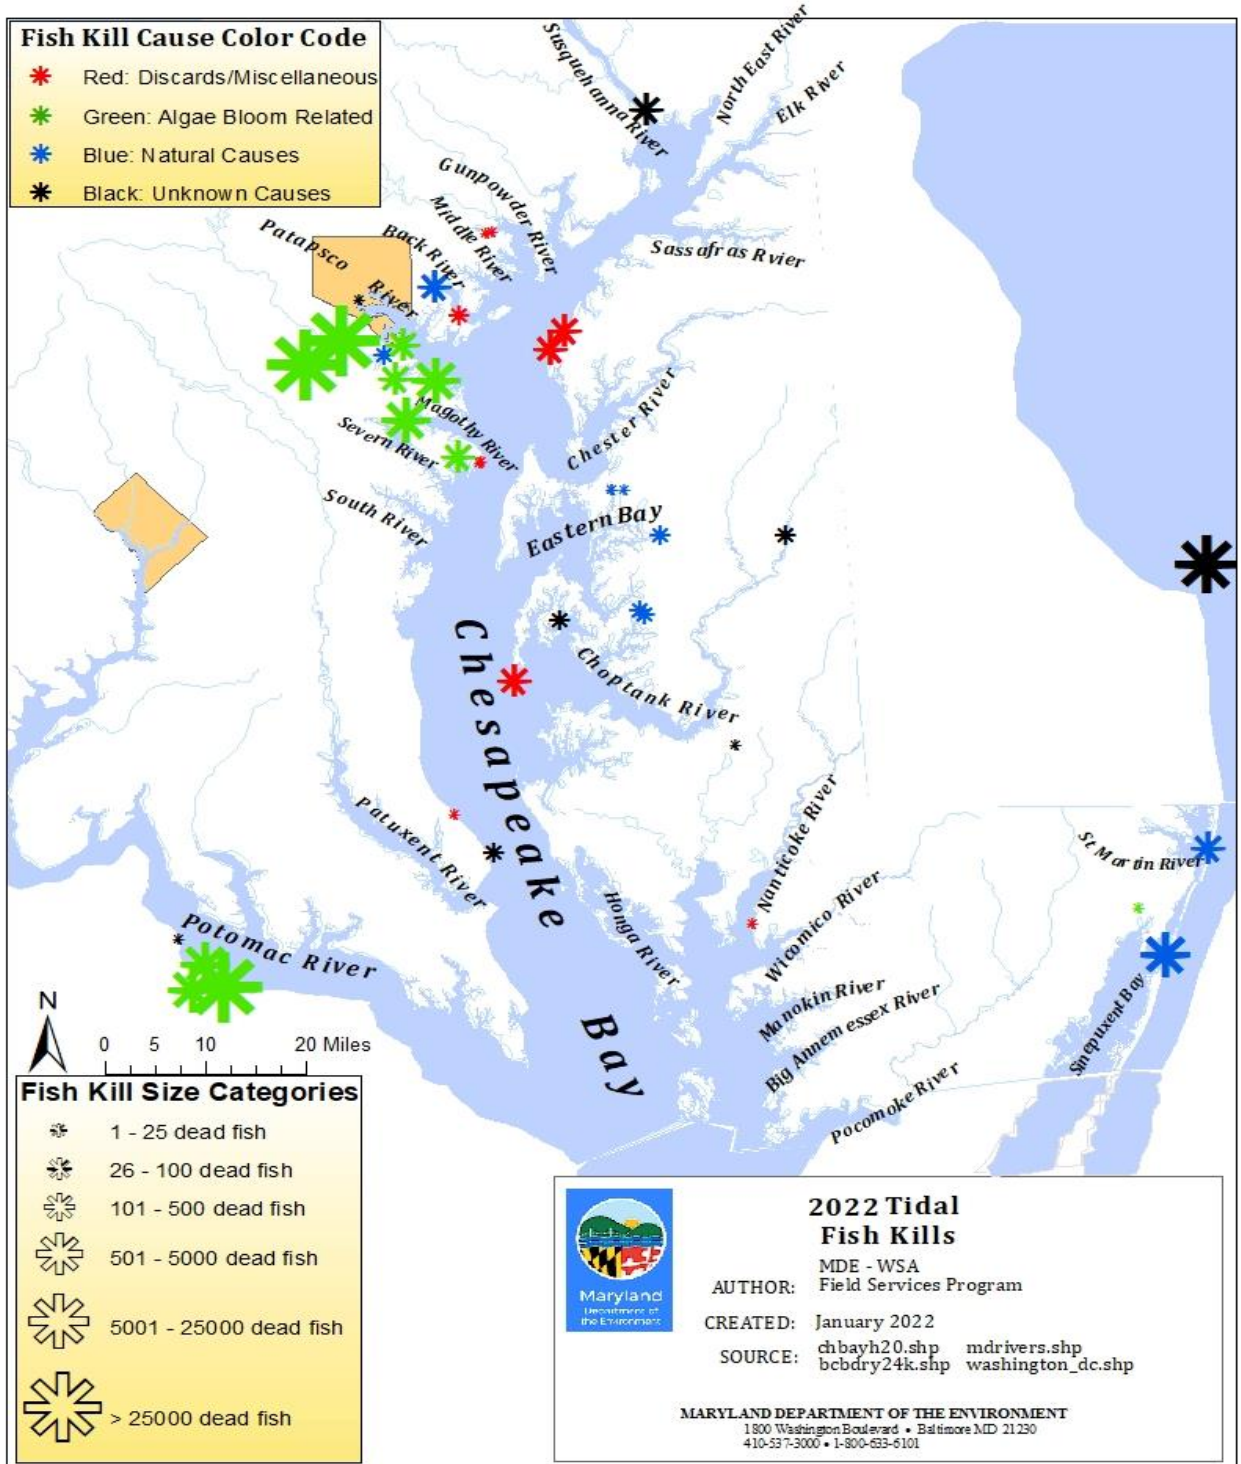 Fish Kill Cause Color Code
Red: Discards/Miscellaneous
Green: Algae Bloom Related
Blue: Natural Causes
Black: Unknown Causes
Susquehanna River
North East River
Elk River
Gunpowder River
Middle River
Back River
Patapsco River
Sassafras Rvier
Chester River
Magothy River
Severn River
South River
Eastern Bay
Choptank River
Chesapeake Bay
Patuxent River
Honga River
Nanticoke River
Wicomico River
St Martin River
Potomac River
Manokin River
Big Annemessex River
Sinepuxent Bay
Pocomoke River
N
0 5 10 20 Miles
Fish Kill Size Categories
1 - 25 dead fish
26 - 100 dead fish
101 - 500 dead fish
501 - 5000 dead fish
5001 - 25000 dead fish
> 25000 dead fish
2022 Tidal
Fish Kills
MDE - WSA
AUTHOR: Field Services Program
CREATED: January 2022
SOURCE: chbayh20.shp mdrivers.shp
bcbdry24k.shp washington_dc.shp
Maryland
Department of
the Environment
MARYLAND DEPARTMENT OF THE ENVIRONMENT
1800 Washington Boulevard • Baltimore MD 21230
410-537-3000 • 1-800-633-6101